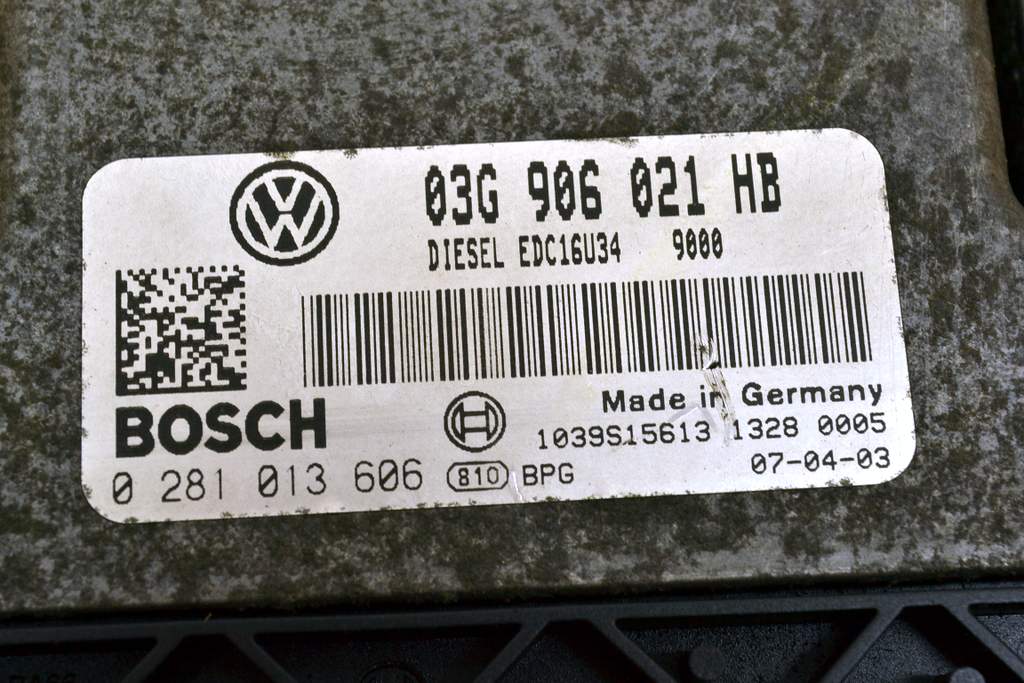 03G 906 021 HB
DIESEL EDC16U34 9000
BOSCH
Made in Germany
1039S15613 1328 0005
0 281 013 606 810 BPG
07-04-03